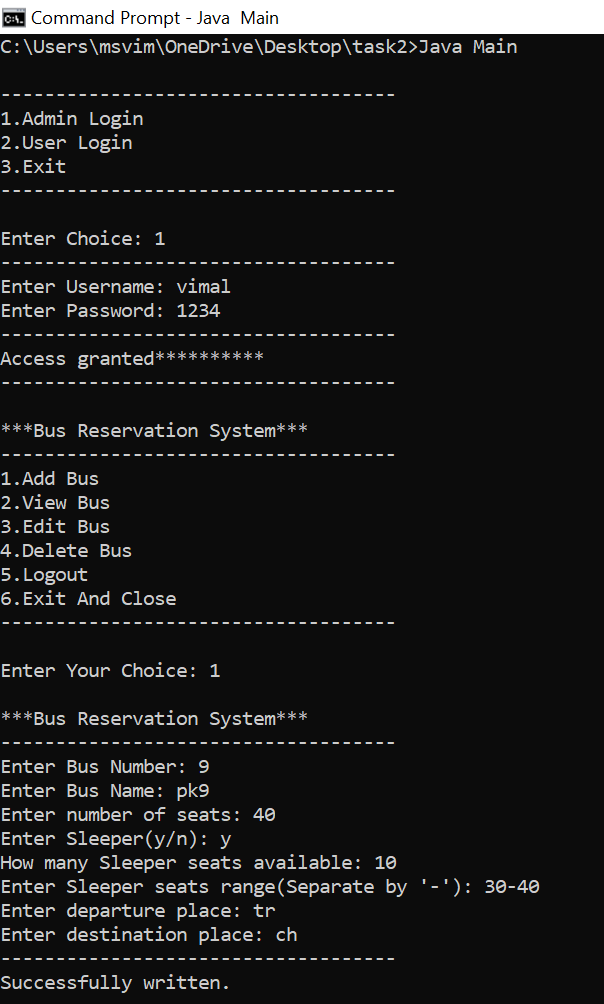 Command Prompt - Java  Main
C:\Users\msvim\OneDrive\Desktop\task2>Java Main
------------------------------------
1.Admin Login
2.User Login
3.Exit
------------------------------------
Enter Choice: 1
------------------------------------
Enter Username: vimal
Enter Password: 1234
------------------------------------
Access granted**********
------------------------------------
***Bus Reservation System***
------------------------------------
1.Add Bus
2.View Bus
3.Edit Bus
4.Delete Bus
5.Logout
6.Exit And Close
------------------------------------
Enter Your Choice: 1
***Bus Reservation System***
------------------------------------
Enter Bus Number: 9
Enter Bus Name: pk9
Enter number of seats: 40
Enter Sleeper(y/n): y
How many Sleeper seats available: 10
Enter Sleeper seats range(Separate by '-'): 30-40
Enter departure place: tr
Enter destination place: ch
------------------------------------
Successfully written.